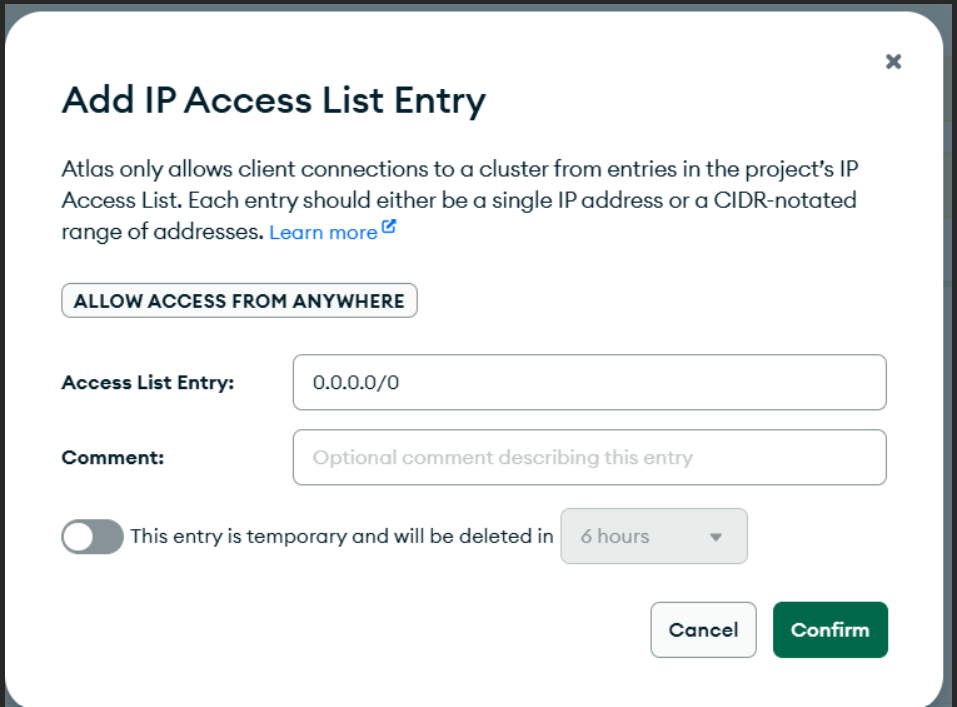 Add IP Access List Entry
Atlas only allows client connections to a cluster from entries in the project's IP
Access List. Each entry should either be a single IP address or a CIDR-notated
range of addresses. Learn more
ALLOW ACCESS FROM ANYWHERE
Access List Entry: 0.0.0.0/0
Comment: Optional comment describing this entry
This entry is temporary and will be deleted in 6 hours
Cancel Confirm